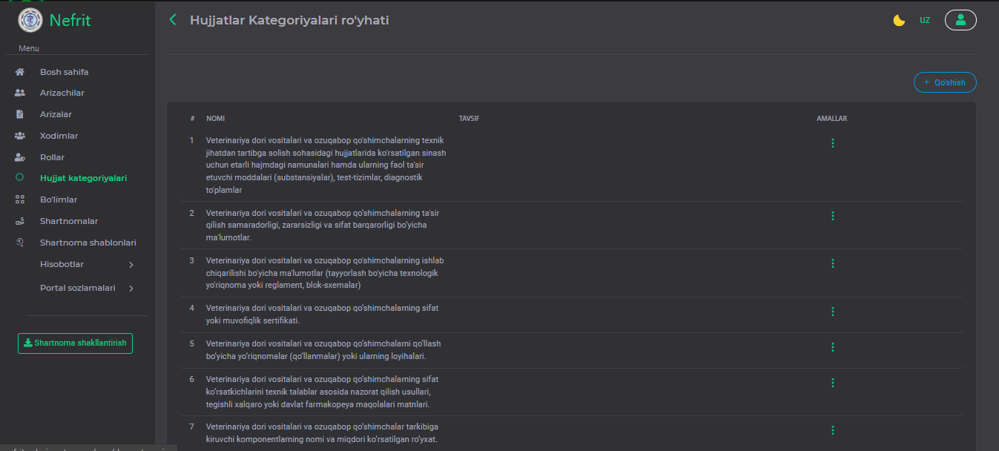 Nefrit
Hujjatlar Kategoriyalari ro'yhati
UZ
Menu
Bosh sahifa
Arizachilar
Arizalar
Xodimlar
Rollar
Hujjat kategoriyalari
Bo'limlar
Shartnomalar
Shartnoma shablonlari
Hisobotlar
Portal sozlamalari
Shartnoma shakllantirish
+ Qo'shish
# NOMI TAVSIF AMALLAR
1 Veterinariya dori vositalari va ozuqabop qo'shimchalarning texnik
jihatdan tartibga solish sohasidagi hujjatlarida ko'rsatilgan sinash
uchun etarli hajmdagi namunalari hamda ularning faol ta'sir
etuvchi moddalari (substansiyalar), test-tizimlar, diagnostik
to'plamlar
2 Veterinariya dori vositalari va ozuqabop qo‘shimchalarning ta'sir
qilish samaradorligi, zararsizligi va sifat barqarorligi bo‘yicha
ma'lumotlar.
3 Veterinariya dori vositalari va ozuqabop qo'shimchalarning ishlab
chiqarilishi bo'yicha ma'lumotlar (tayyorlash bo'yicha texnologik
yo'riqnoma yoki reglament, blok-sxemalar)
4 Veterinariya dori vositalari va ozuqabop qo‘shimchalarning sifat
yoki muvofiqlik sertifikati.
5 Veterinariya dori vositalari va ozuqabop qo‘shimchalarni qo‘llash
bo‘yicha yo‘riqnomalar (qo‘llanmalar) yoki ularning loyihalari.
6 Veterinariya dori vositalari va ozuqabop qo‘shimchalarning sifat
ko‘rsatkichlarini texnik talablar asosida nazorat qilish usullari,
tegishli xalqaro yoki davlat farmakopeya maqolalari matnlari.
7 Veterinariya dori vositalari va ozuqabop qo‘shimchalar tarkibiga
kiruvchi komponentlarning nomi va miqdori ko‘rsatilgan ro‘yxat.